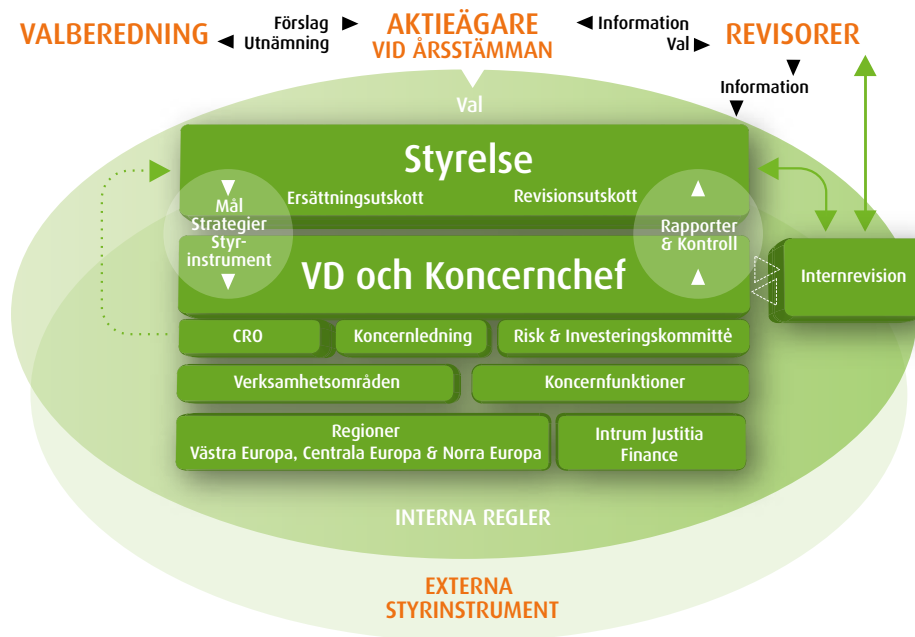 VALBEREDNING
Förslag
Utnämning
AKTIEÄGARE
VID ÅRSSTÄMMAN
Information
Val
REVISORER
Information
Val
Styrelse
Ersättningsutskott
Revisionsutskott
Mål
Strategier
Styr-
instrument
Rapporter
& Kontroll
VD och Koncernchef
Internrevision
CRO
Koncernledning
Risk & Investeringskommitté
Verksamhetsområden
Koncernfunktioner
Regioner
Västra Europa, Centrala Europa & Norra Europa
Intrum Justitia
Finance
INTERNA REGLER
EXTERNA
STYRINSTRUMENT